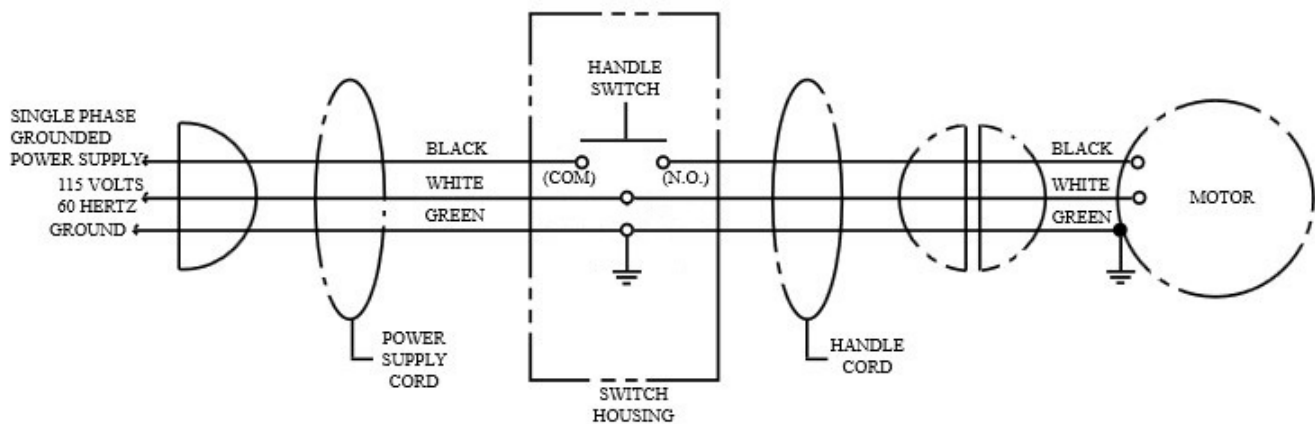 SINGLE PHASE
GROUNDED
POWER SUPPLY
115 VOLTS
60 HERTZ
GROUND
BLACK
WHITE
GREEN
POWER
SUPPLY
CORD
HANDLE
SWITCH
(COM)
(N.O.)
SWITCH
HOUSING
HANDLE
CORD
BLACK
WHITE
GREEN
MOTOR